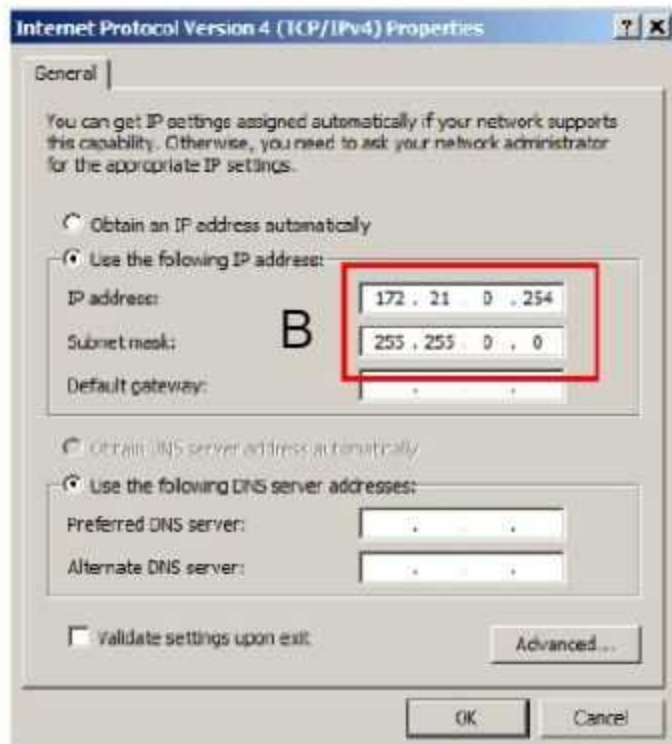 Internet Protocol Version 4 (TCP/IPv4) Properties
General
You can get IP settings assigned automatically if your network supports
this capability. Otherwise, you need to ask your network administrator
for the appropriate IP settings.
Obtain an IP address automatically
Use the following IP address:
IP address: 172 . 21 . 0 . 254
B
Subnet mask: 255 . 255 . 0 . 0
Default gateway:
Obtain DNS server address automatically
Use the following DNS server addresses:
Preferred DNS server:
Alternate DNS server:
Validate settings upon exit
Advanced...
OK Cancel